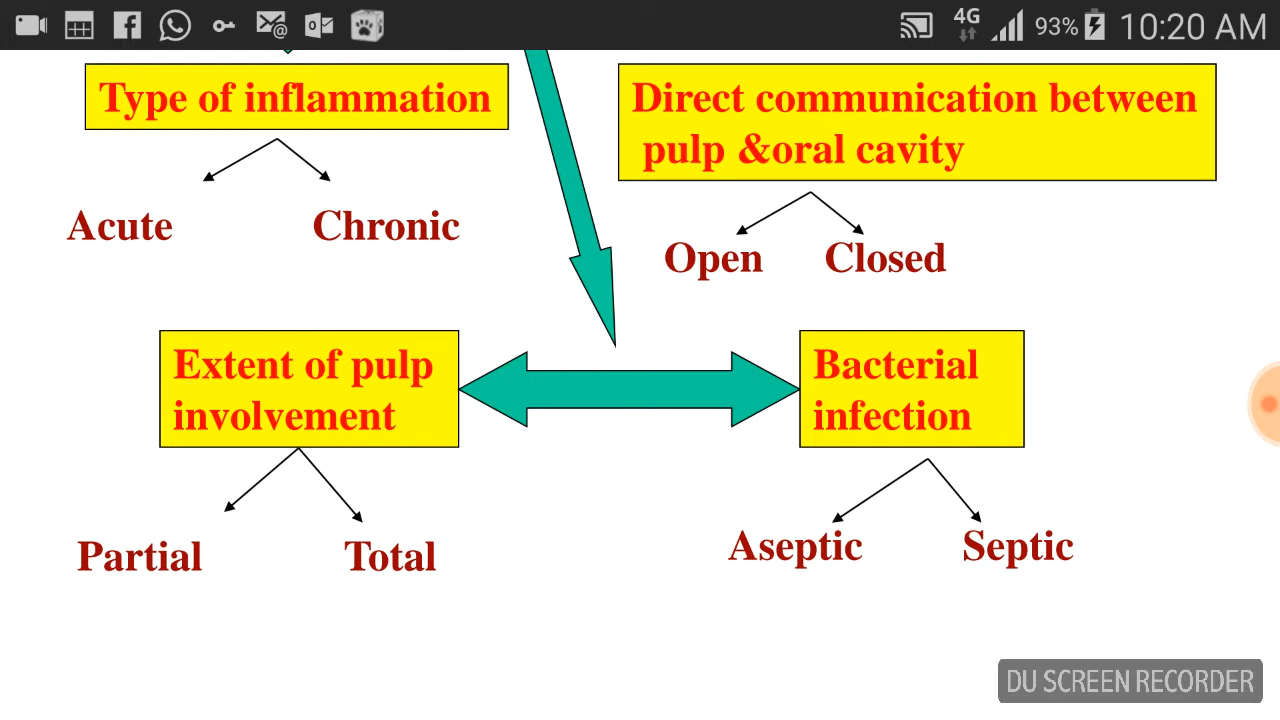 4G 93% 10:20 AM
Type of inflammation
Direct communication between
pulp &oral cavity
Acute
Chronic
Open
Closed
Extent of pulp
involvement
Bacterial
infection
Partial
Total
Aseptic
Septic
DU SCREEN RECORDER